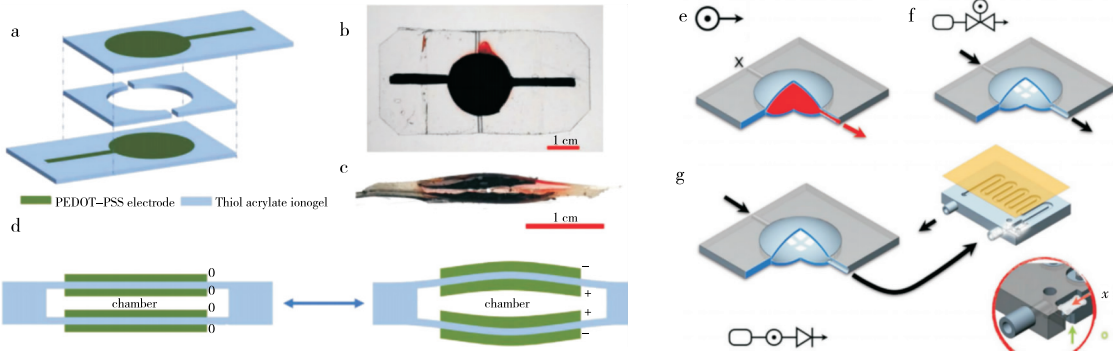 a
b
1 cm
c
1 cm
PEDOT–PSS electrode
Thiol acrylate ionogel
d
0
0
chamber
0
0
–
+
chamber
+
–
e
X
f
g
x